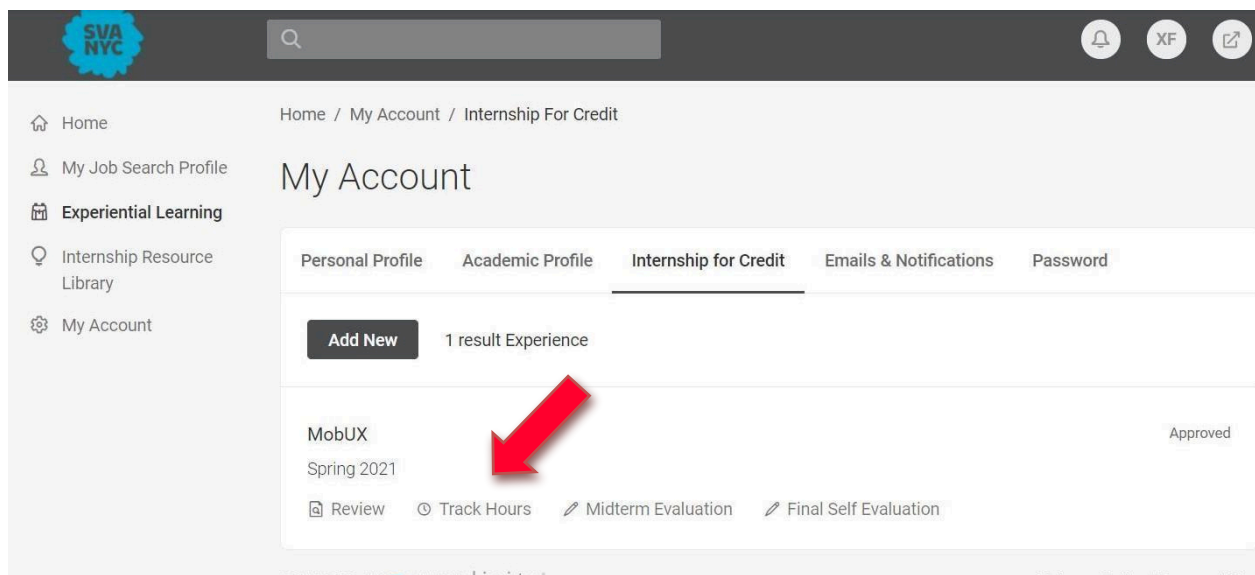 SVA
NYC
XF
Home
My Job Search Profile
Experiential Learning
Internship Resource
Library
My Account
Home / My Account / Internship For Credit
My Account
Personal Profile Academic Profile Internship for Credit Emails & Notifications Password
Add New 1 result Experience
MobUX Approved
Spring 2021
Review Track Hours Midterm Evaluation Final Self Evaluation